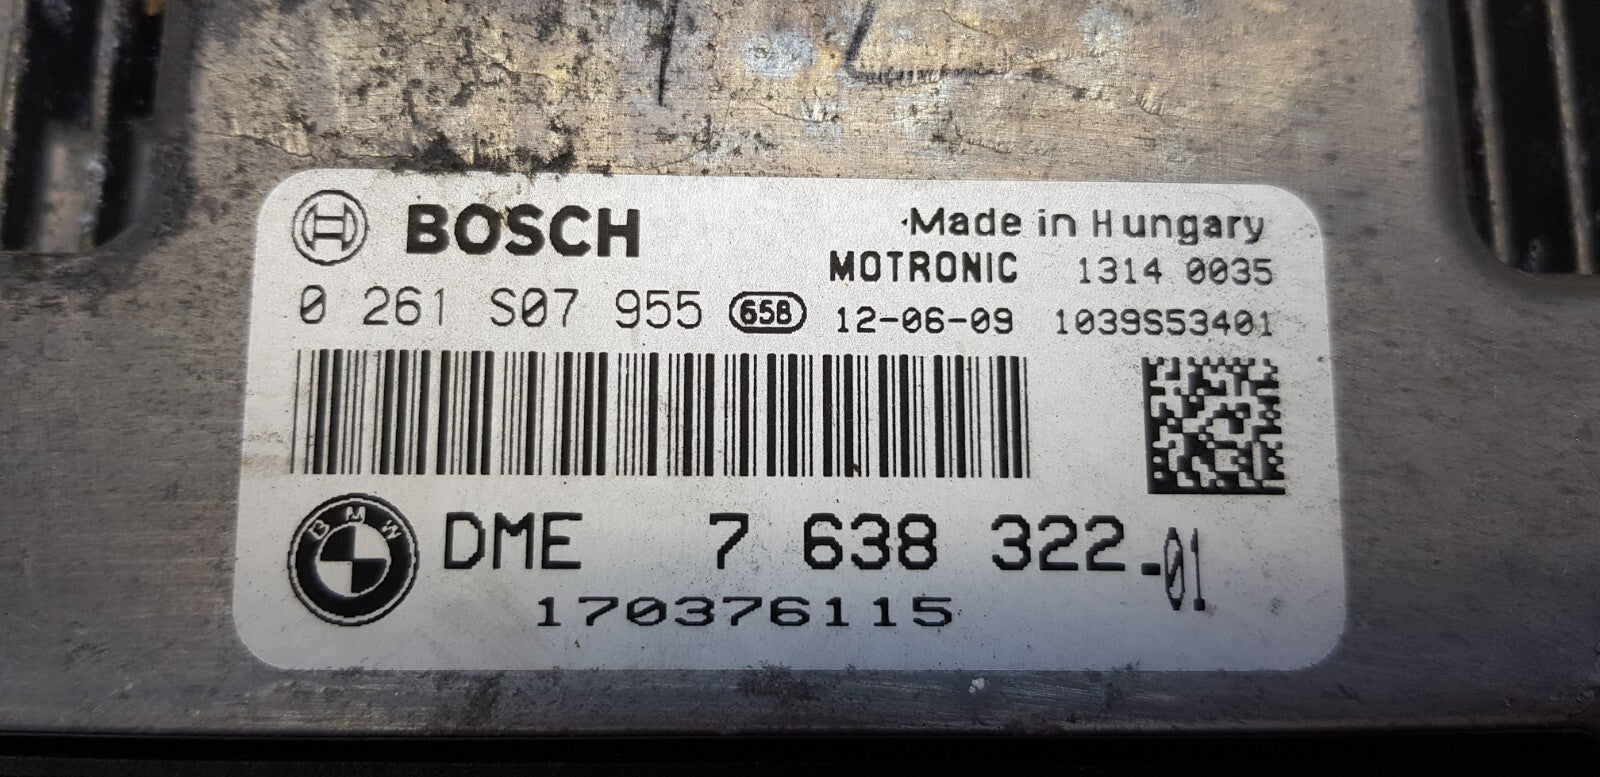 BOSCH
·Made in Hungary
MOTRONIC 1314 0035
0 261 S07 955 65B 12-06-09 1039S53401
BMW
DME 7 638 322.-01
170376115